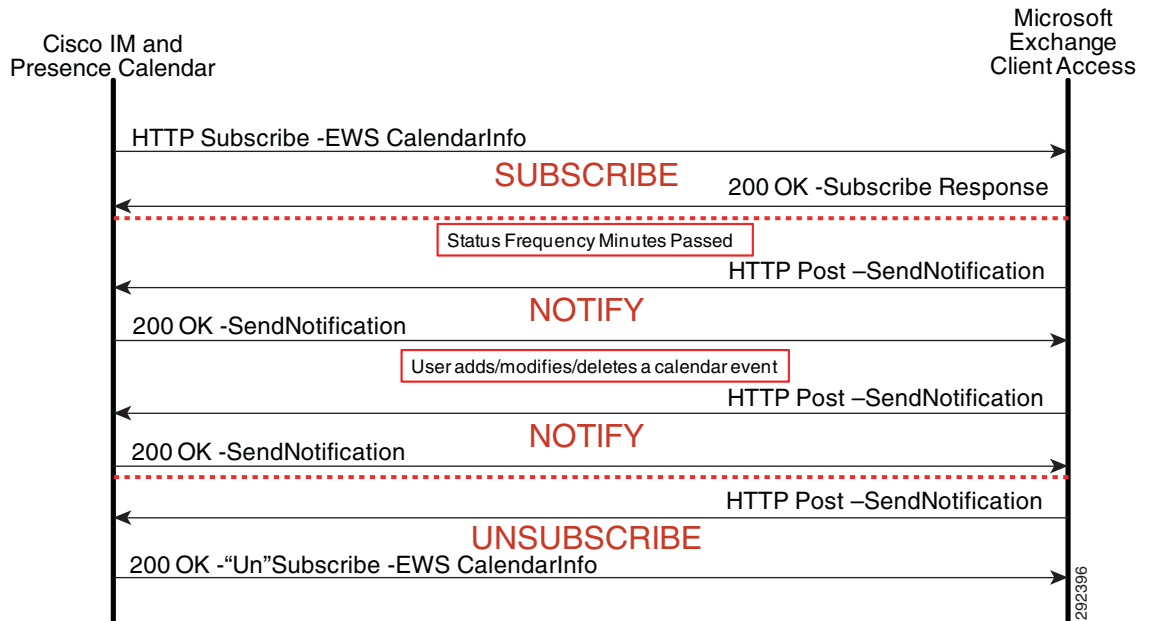 Cisco IM and
Presence Calendar
Microsoft
Exchange
Client Access
HTTP Subscribe -EWS CalendarInfo
SUBSCRIBE
200 OK -Subscribe Response
Status Frequency Minutes Passed
HTTP Post –SendNotification
NOTIFY
200 OK -SendNotification
User adds/modifies/deletes a calendar event
HTTP Post –SendNotification
NOTIFY
200 OK -SendNotification
HTTP Post –SendNotification
UNSUBSCRIBE
200 OK -“Un”Subscribe -EWS CalendarInfo
292396